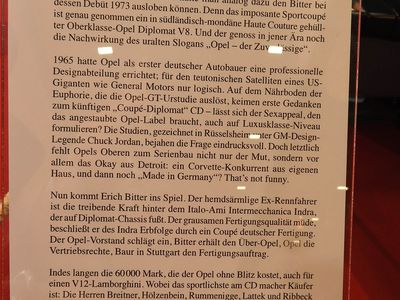 dessen Debüt 1973 auslösen können. Denn das imposante Sportcoupé
ist genau genommen ein in südländisch-mondäne Haute Couture gehüll-
ter Oberklasse-Opel Diplomat V8. Und der genoss in jener Ära noch
die Nachwirkung des uralten Slogans „Opel – der Zuverlässige“.
1965 hatte Opel als erster deutscher Autobauer eine professionelle
Designabteilung errichtet; für den teutonischen Satelliten eines US-
Giganten wie General Motors nur logisch. Auf dem Nährboden der
Euphorie, die die Opel-GT-Urstudie auslöst, keimen erste Gedanken
zum künftigen „Coupé-Diplomat“ CD – lässt sich der Sexappeal, den
das angestaubte Opel-Label braucht, auch auf Luxusklasse-Niveau
formulieren? Die Studien, gezeichnet in Rüsselsheim unter GM-Design-
Legende Chuck Jordan, bejahen die Frage eindrucksvoll. Doch letztlich
fehlt Opels Oberen zum Serienbau nicht nur der Mut, sondern vor
allem das Okay aus Detroit: ein Corvette-Konkurrent aus eigenen
Haus, und dann noch „Made in Germany“? That's not funny.
Nun kommt Erich Bitter ins Spiel. Der hemdsärmlige Ex-Rennfahrer
ist die treibende Kraft hinter dem Italo-Ami Intermeccanica Indra,
der auf Diplomat-Chassis fußt. Der grausamen Fertigungsqualität müde,
beschließt er des Indra Erbfolge durch ein Coupé deutscher Fertigung.
Der Opel-Vorstand schlägt ein, Bitter erhält den Über-Opel, Opel die
Vertriebsrechte, Baur in Stuttgart den Fertigungsauftrag.
Indes langen die 60 000 Mark, die der Opel ohne Blitz kostet, auch für
einen V12-Lamborghini. Wobei das sportlichste am CD mancher Käufer
ist: Die Herren Breitner, Hölzenbein, Rummenigge, Lattek und Ribbeck